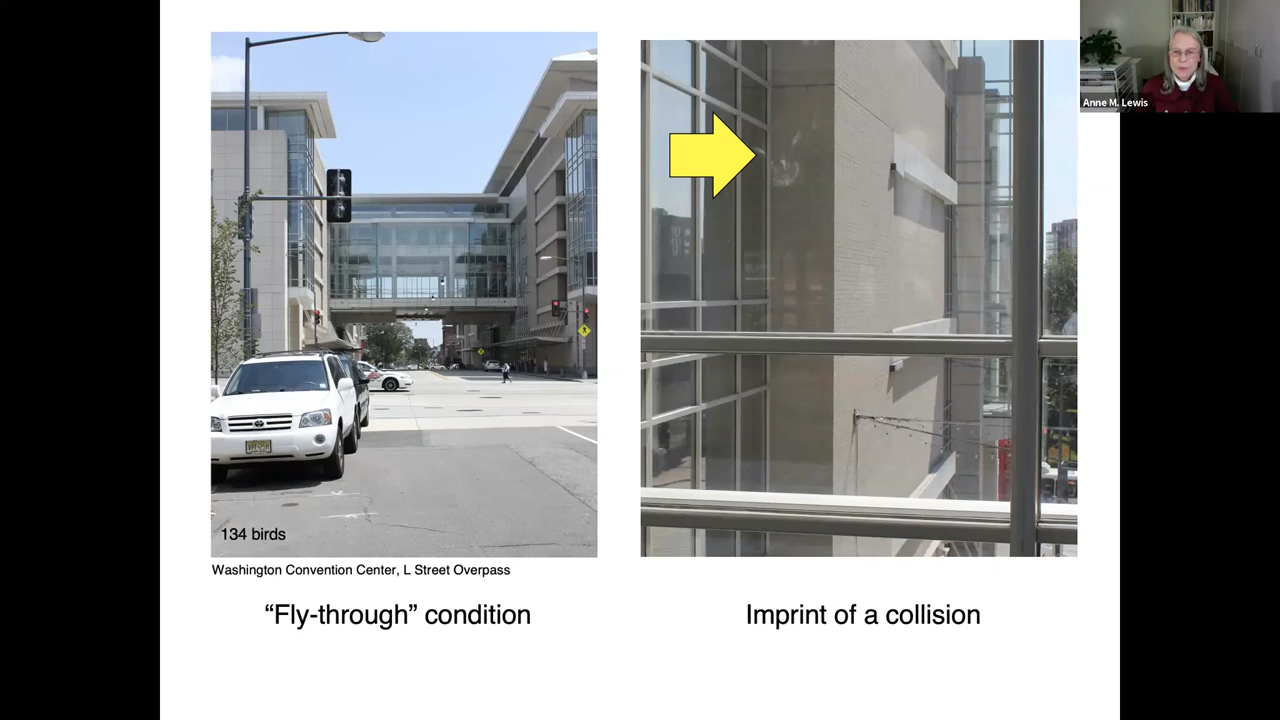 Anne M. Lewis
134 birds
Washington Convention Center, L Street Overpass
“Fly-through” condition
Imprint of a collision